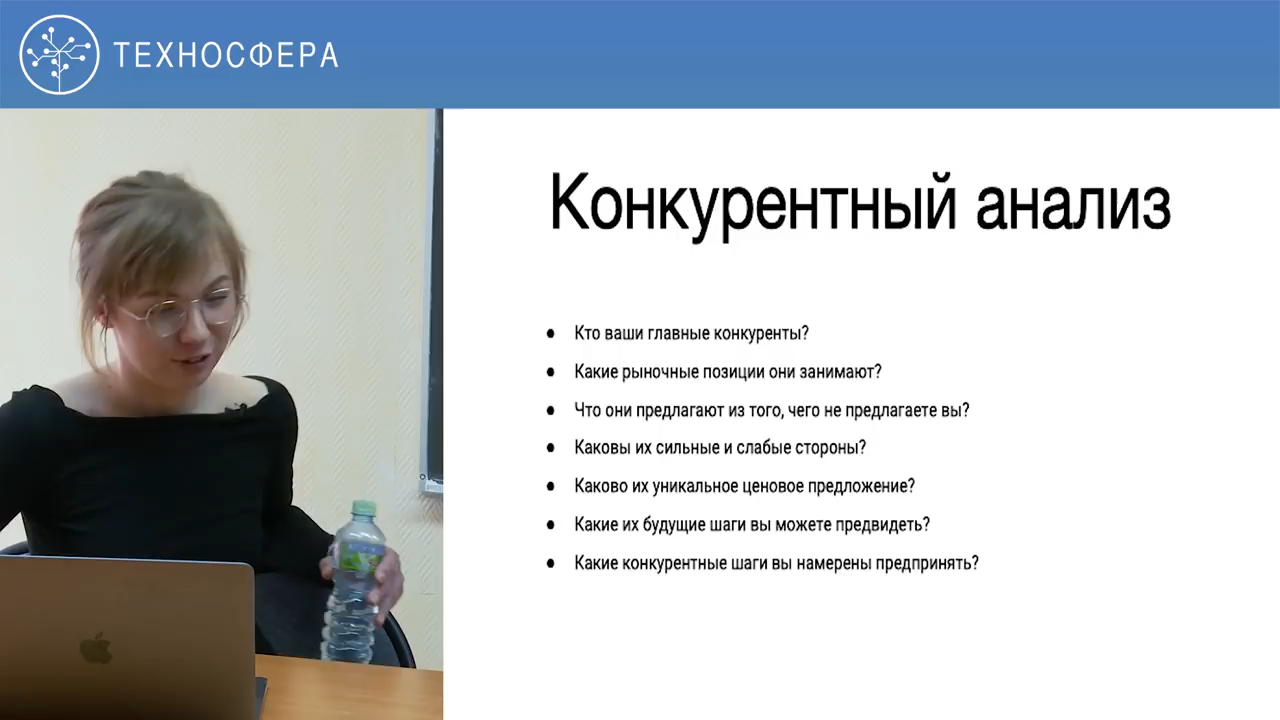 ТЕХНОСФЕРА
Конкурентный анализ
● Кто ваши главные конкуренты?
● Какие рыночные позиции они занимают?
● Что они предлагают из того, чего не предлагаете вы?
● Каковы их сильные и слабые стороны?
● Каково их уникальное ценовое предложение?
● Какие их будущие шаги вы можете предвидеть?
● Какие конкурентные шаги вы намерены предпринять?